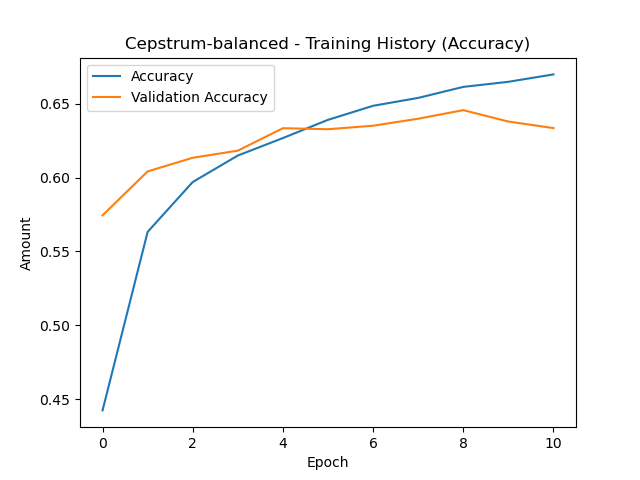 Cepstrum-balanced - Training History (Accuracy)
Accuracy
Validation Accuracy
0.65
0.60
0.55
0.50
0.45
Amount
0 2 4 6 8 10
Epoch